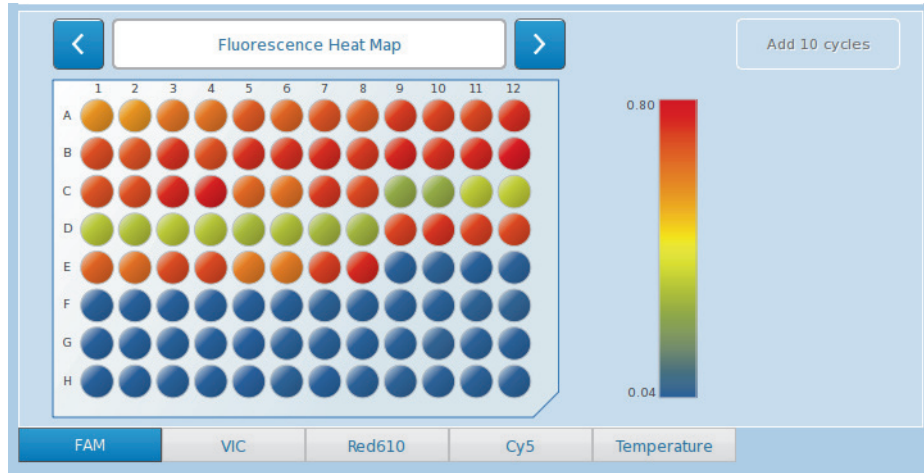 Fluorescence Heat Map
Add 10 cycles
1 2 3 4 5 6 7 8 9 10 11 12
A
B
C
D
E
F
G
H
0.80
0.04
FAM VIC Red610 Cy5 Temperature